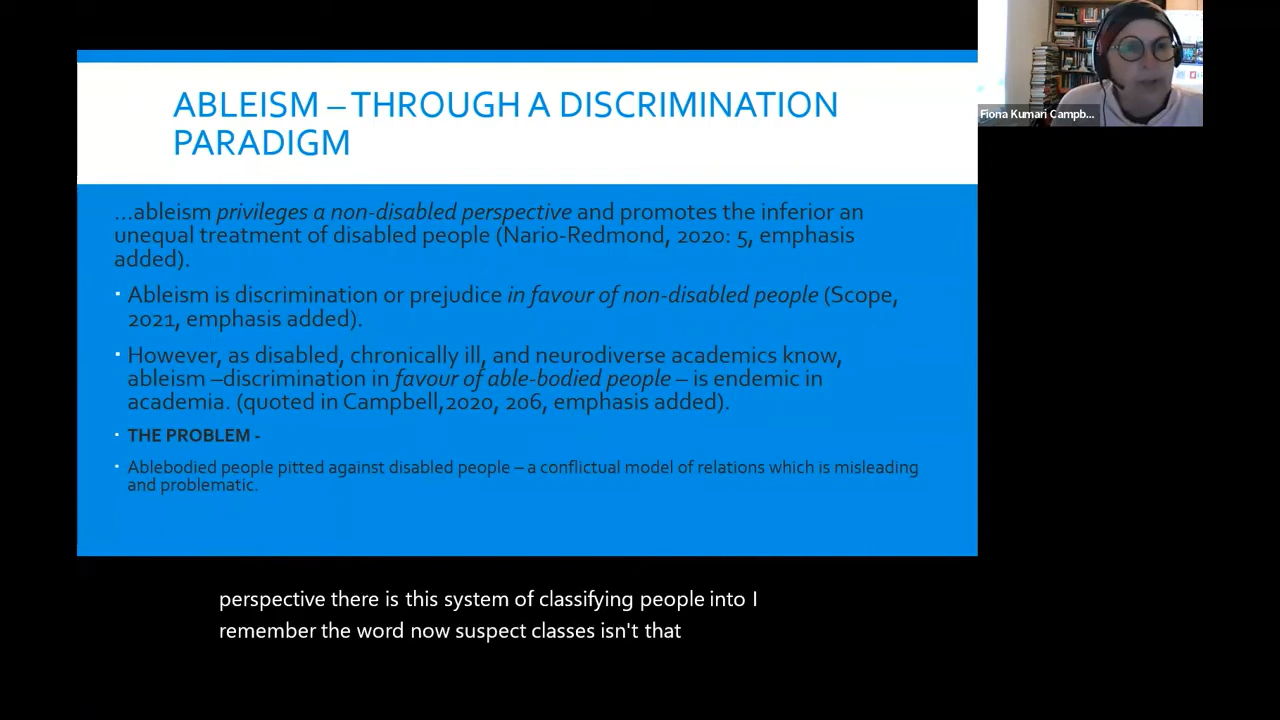 ABLEISM – THROUGH A DISCRIMINATION
PARADIGM
Fiona Kumari Campb...
...ableism privileges a non-disabled perspective and promotes the inferior an
unequal treatment of disabled people (Nario-Redmond, 2020: 5, emphasis
added).
▪ Ableism is discrimination or prejudice in favour of non-disabled people (Scope,
2021, emphasis added).
▪ However, as disabled, chronically ill, and neurodiverse academics know,
ableism –discrimination in favour of able-bodied people – is endemic in
academia. (quoted in Campbell,2020, 206, emphasis added).
▪ THE PROBLEM -
▪ Ablebodied people pitted against disabled people – a conflictual model of relations which is misleading
and problematic.
perspective there is this system of classifying people into I
remember the word now suspect classes isn't that